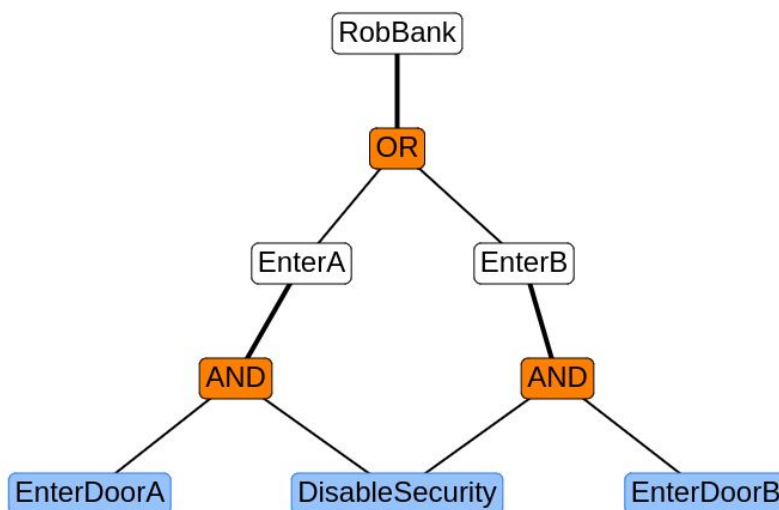 RobBank
OR
EnterA
EnterB
AND
AND
EnterDoorA
DisableSecurity
EnterDoorB